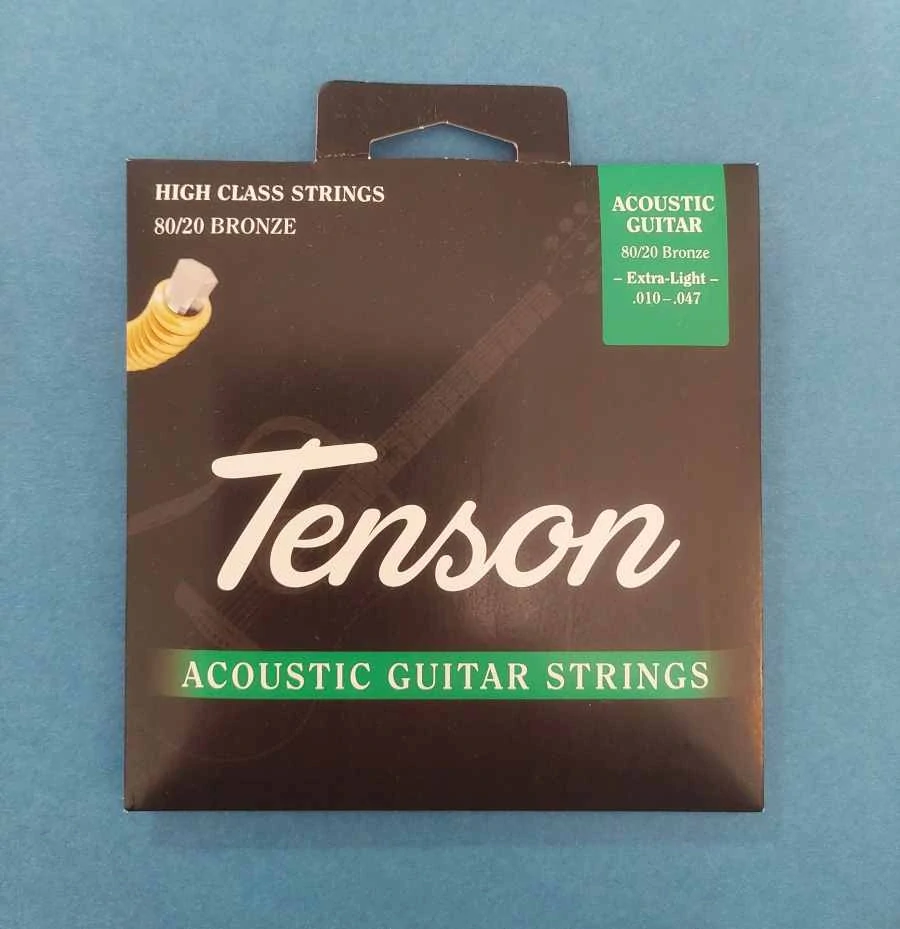 HIGH CLASS STRINGS
80/20 BRONZE
ACOUSTIC
GUITAR
80/20 Bronze
– Extra-Light –
.010–.047
Tenson
ACOUSTIC GUITAR STRINGS